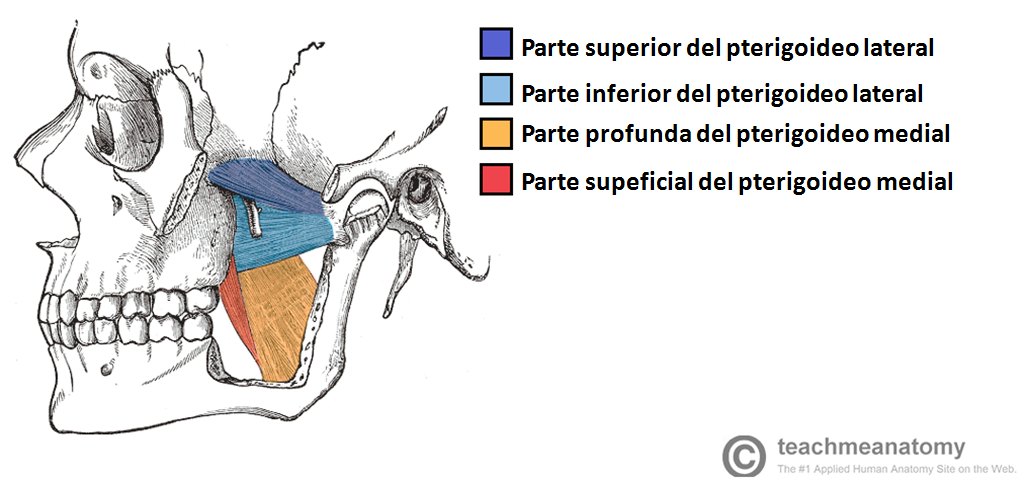 Parte superior del pterigoideo lateral
Parte inferior del pterigoideo lateral
Parte profunda del pterigoideo medial
Parte supeficial del pterigoideo medial
© teachmeanatomy
The #1 Applied Human Anatomy Site on the Web.